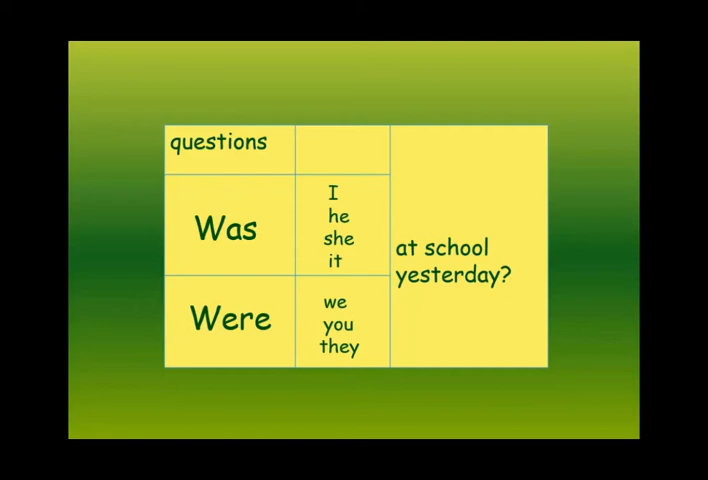 questions
Was
I
he
she
it
Were
we
you
they
at school
yesterday?